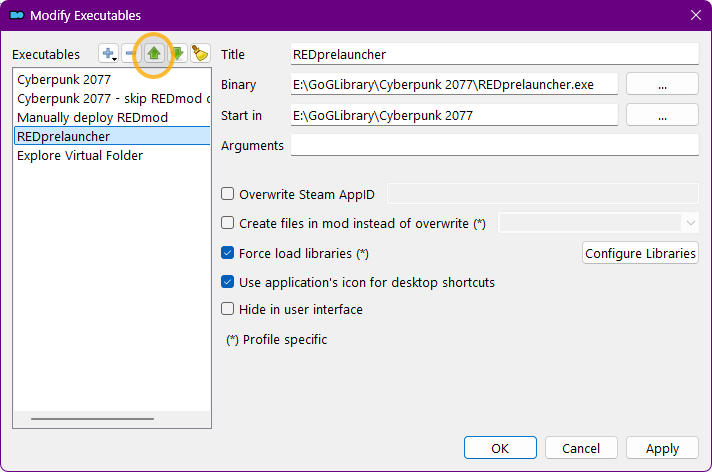 Modify Executables
Executables
Title
REDprelauncher
Cyberpunk 2077
Cyberpunk 2077 - skip REDmod
Manually deploy REDmod
REDprelauncher
Explore Virtual Folder
Binary
E:\GoGLibrary\Cyberpunk 2077\REDprelauncher.exe
...
Start in
E:\GoGLibrary\Cyberpunk 2077
...
Arguments
Overwrite Steam AppID
Create files in mod instead of overwrite (*)
Force load libraries (*)
Configure Libraries
Use application's icon for desktop shortcuts
Hide in user interface
(*) Profile specific
OK
Cancel
Apply